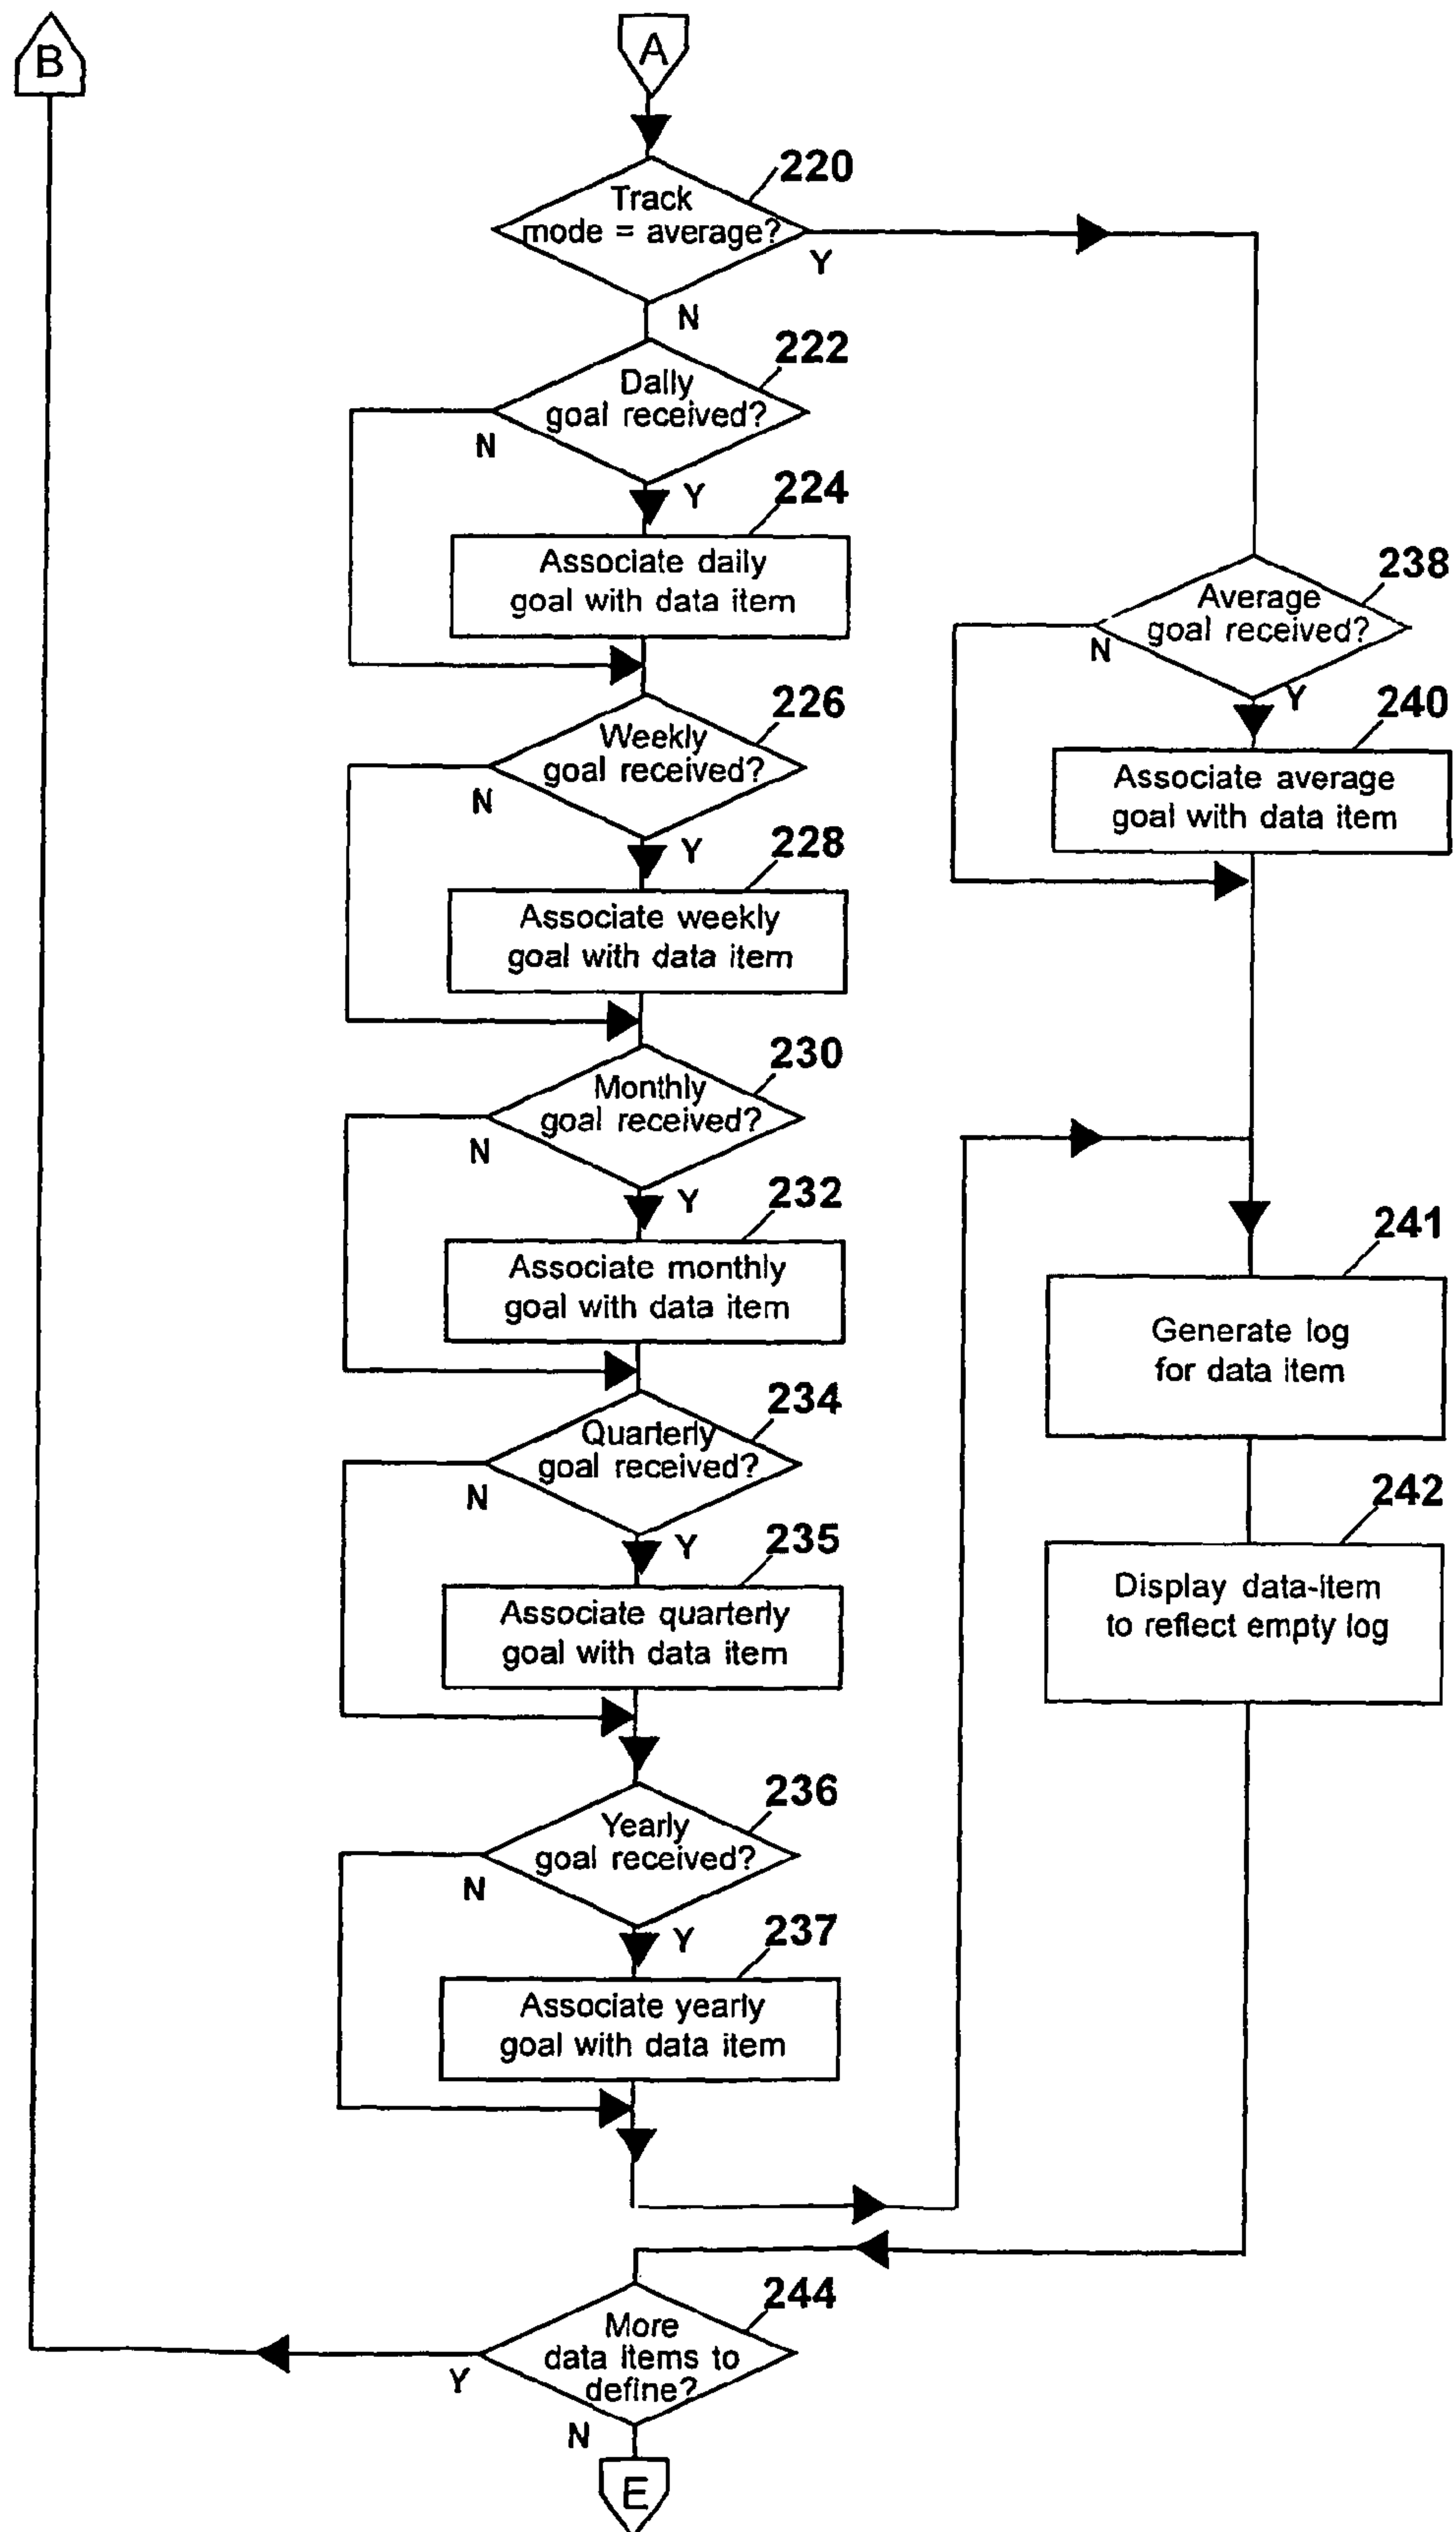 B
A
220
Track
mode = average?
Y
N
222
Daily
goal received?
N
Y
224
Associate daily
goal with data item
238
Average
goal received?
N
Y
226
Weekly
goal received?
N
Y
240
Associate average
goal with data item
228
Associate weekly
goal with data item
230
Monthly
goal received?
N
Y
232
Associate monthly
goal with data item
241
Generate log
for data item
234
Quarterly
goal received?
N
Y
235
Associate quarterly
goal with data item
242
Display data-item
to reflect empty log
236
Yearly
goal received?
N
Y
237
Associate yearly
goal with data item
244
More
data items to
define?
Y
N
E